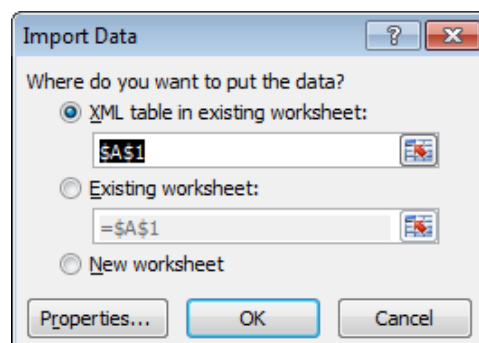 Import Data
?
Where do you want to put the data?
XML table in existing worksheet:
$A$1
Existing worksheet:
=$A$1
New worksheet
Properties... OK Cancel